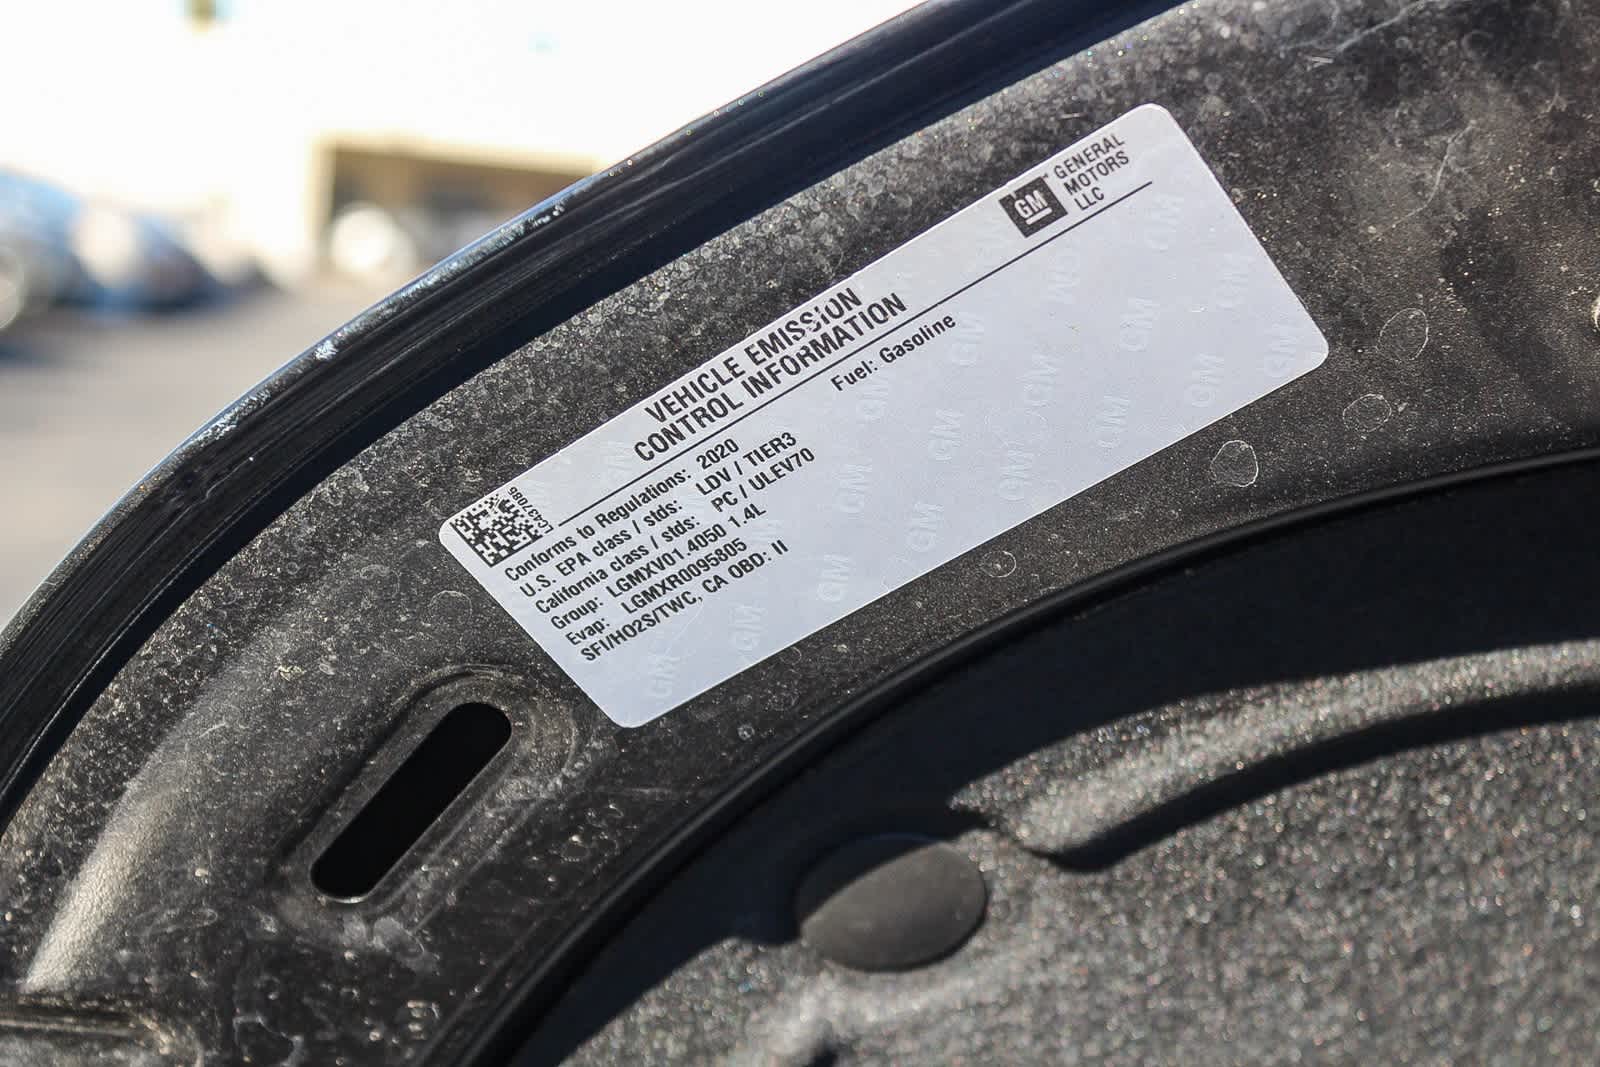 GM GENERAL
MOTORS
LLC
VEHICLE EMISSION
CONTROL INFORMATION
LC437086
Fuel: Gasoline
Conforms to Regulations: 2020
U.S. EPA class / stds: LDV / TIER3
California class / stds: PC / ULEV70
Group: LGMXV01.4050 1.4L
Evap: LGMXR0095805
SFI/HO2S/TWC, CA OBD: II